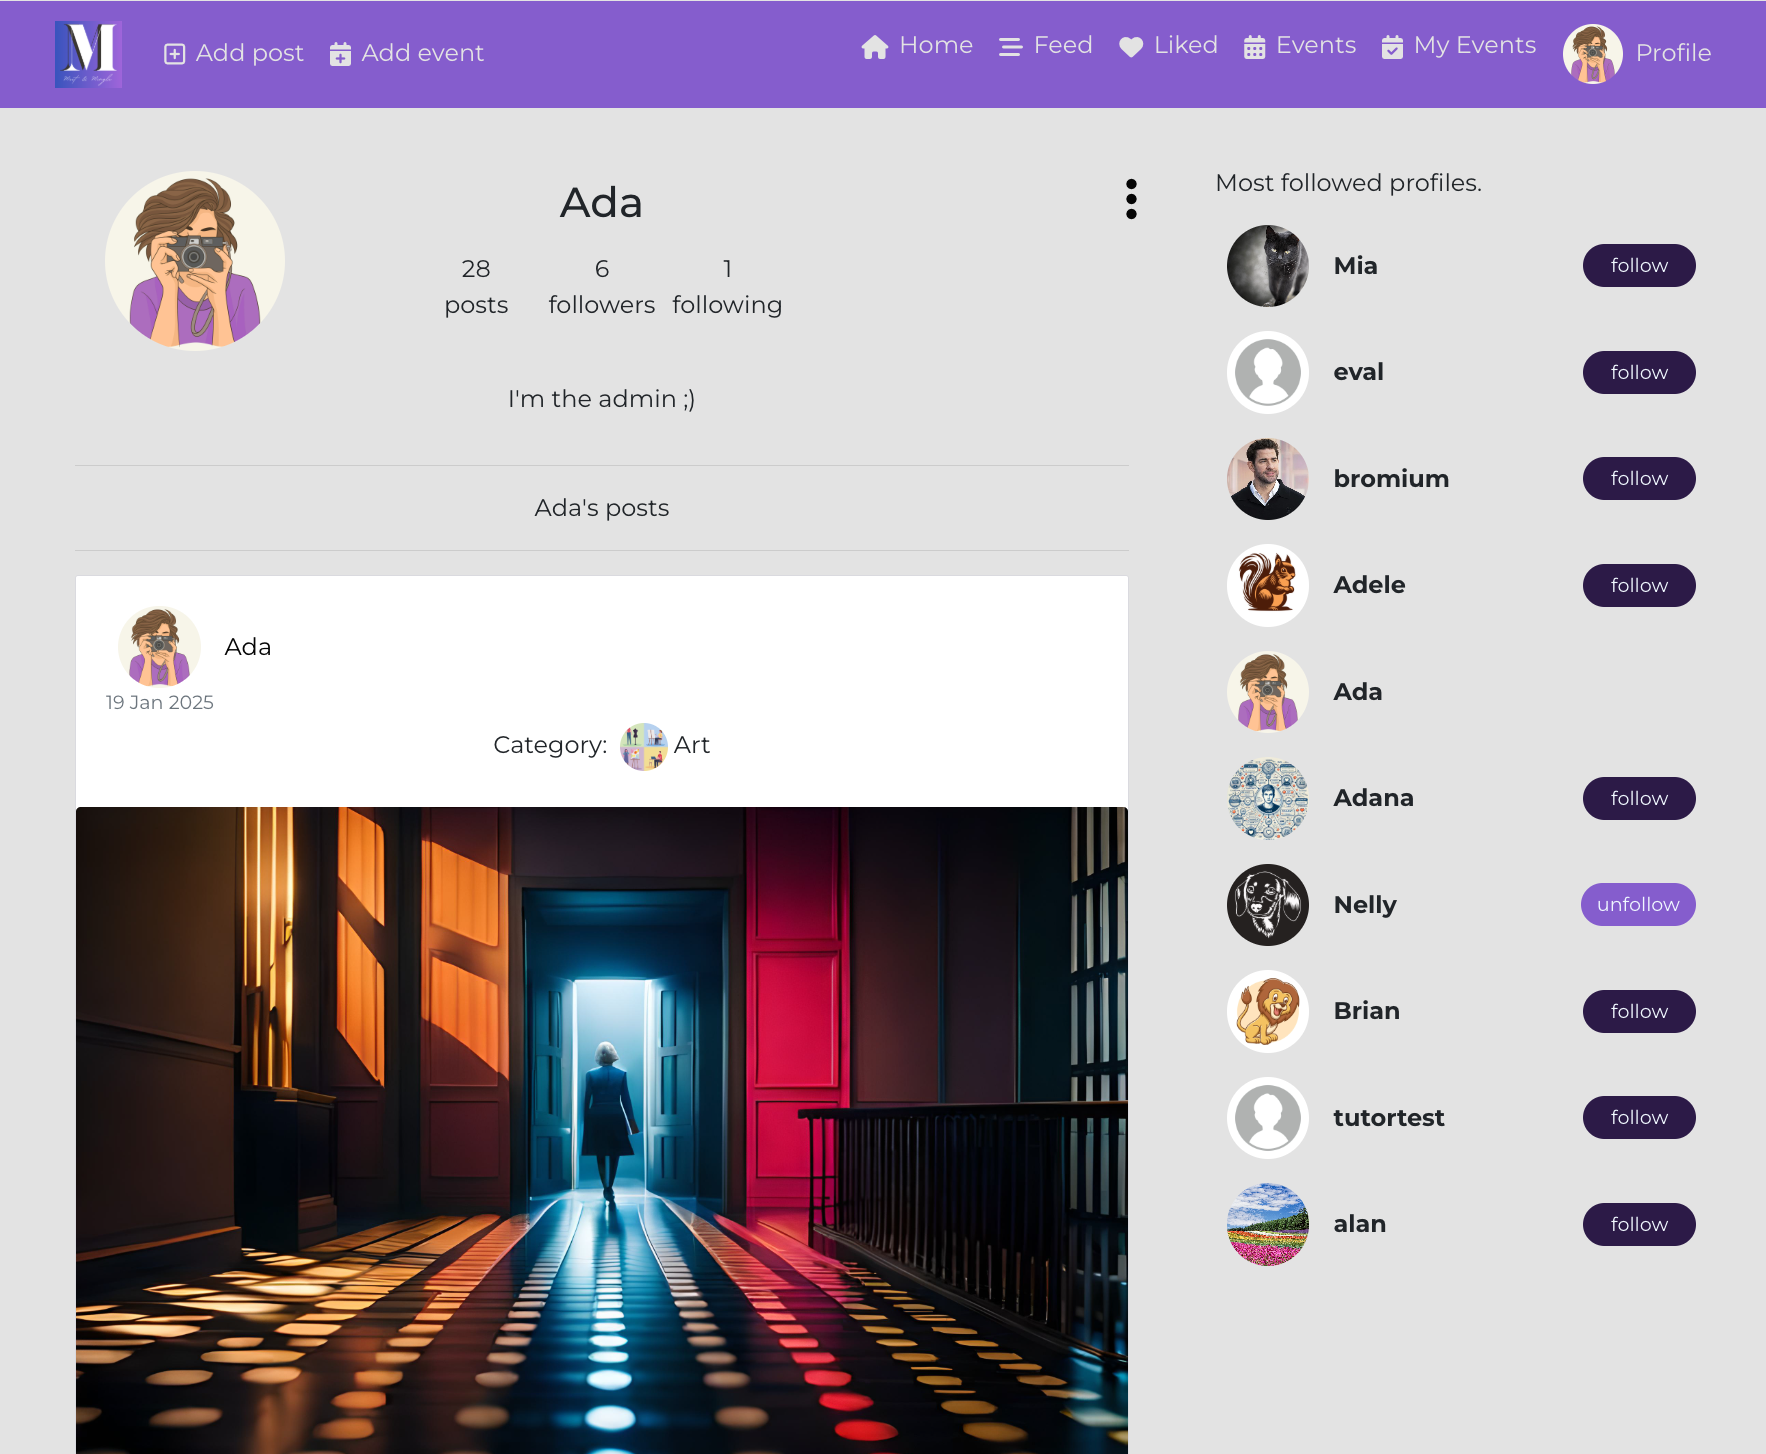 M
Add post
Add event
Home
Feed
Liked
Events
My Events
Profile
Ada
28 posts
6 followers
1 following
I'm the admin ;)
Ada's posts
Ada
19 Jan 2025
Category: Art
Most followed profiles.
Mia follow
eval follow
bromium follow
Adele follow
Ada
Adana follow
Nelly unfollow
Brian follow
tutortest follow
alan follow